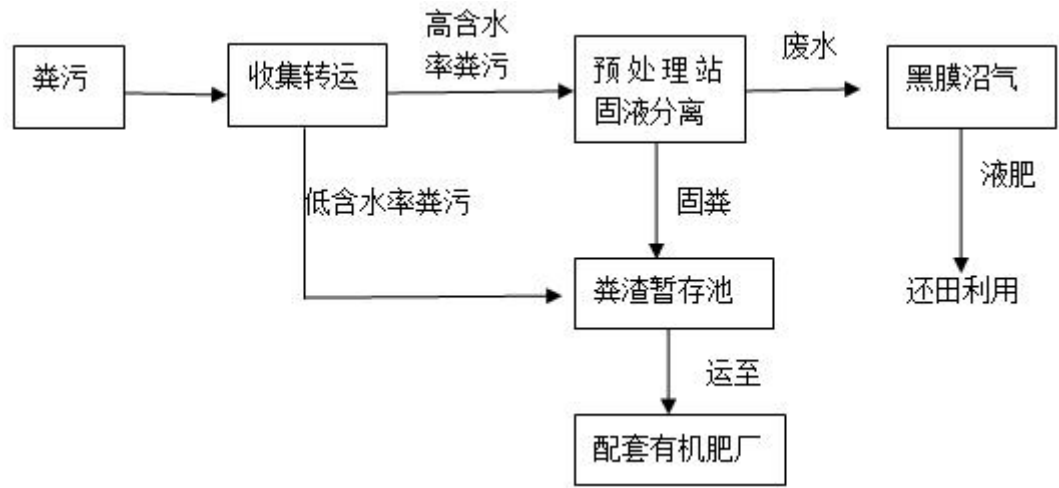 粪污
收集转运
高含水
率粪污
预处理站
固液分离
废水
黑膜沼气
低含水率粪污
固粪
液肥
粪渣暂存池
还田利用
运至
配套有机肥厂